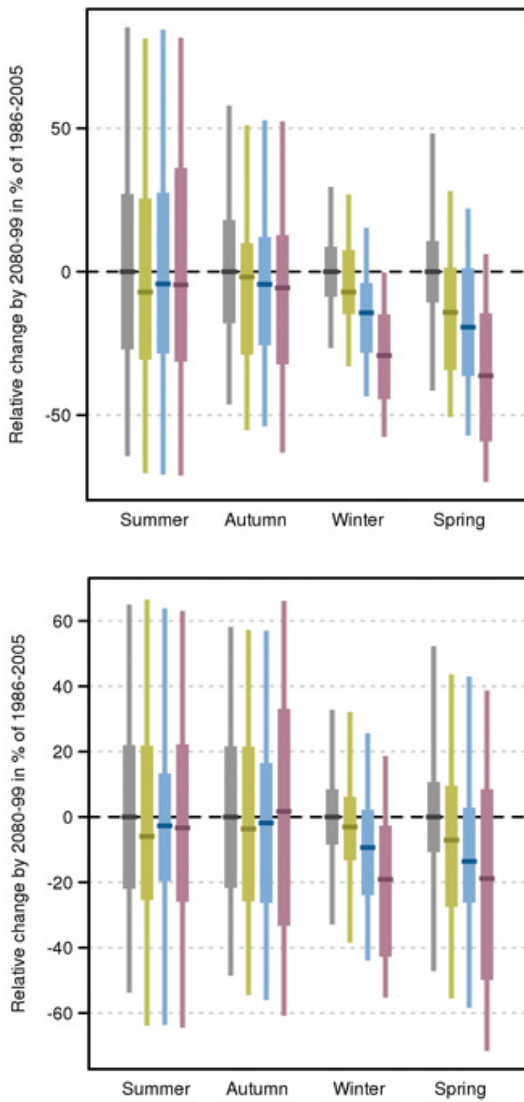 Relative change by 2080-99 in % of 1986-2005
50
0
-50
Summer Autumn Winter Spring
Relative change by 2080-99 in % of 1986-2005
60
40
20
0
-20
-40
-60
Summer Autumn Winter Spring